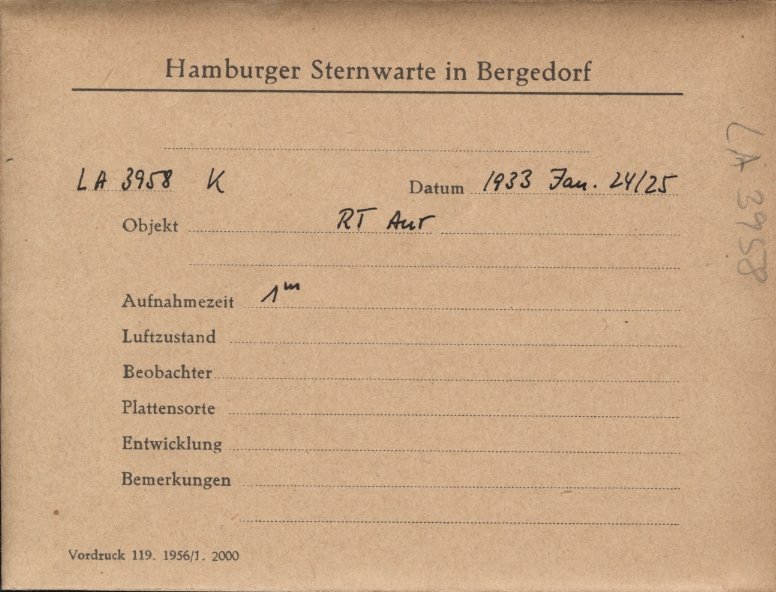 Hamburger Sternwarte in Bergedorf
LA 3958 K Datum 1933 Jan. 24/25
Objekt RT Aur
Aufnahmezeit 1m
Luftzustand
Beobachter
Plattensorte
Entwicklung
Bemerkungen
Vordruck 119. 1956/1. 2000
LA 3958